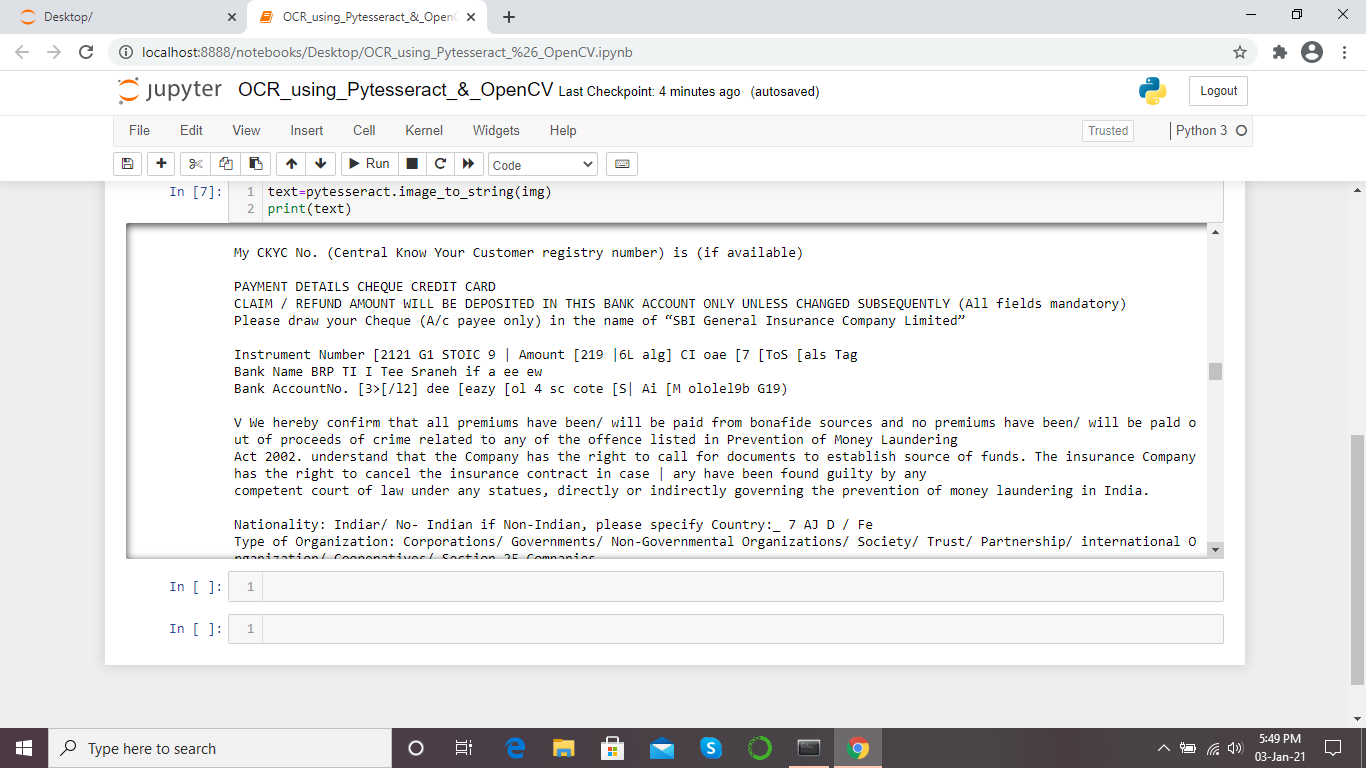 Desktop/
OCR_using_Pytesseract_&_OpenC
localhost:8888/notebooks/Desktop/OCR_using_Pytesseract_%26_OpenCV.ipynb
jupyter OCR_using_Pytesseract_&_OpenCV Last Checkpoint: 4 minutes ago (autosaved)
Logout
File Edit View Insert Cell Kernel Widgets Help
Trusted
Python 3
Run
Code
In [7]:
1 text=pytesseract.image_to_string(img)
2 print(text)
My CKYC No. (Central Know Your Customer registry number) is (if available)
PAYMENT DETAILS CHEQUE CREDIT CARD
CLAIM / REFUND AMOUNT WILL BE DEPOSITED IN THIS BANK ACCOUNT ONLY UNLESS CHANGED SUBSEQUENTLY (All fields mandatory)
Please draw your Cheque (A/c payee only) in the name of “SBI General Insurance Company Limited”
Instrument Number [2121 G1 STOIC 9 | Amount [219 |6L alg] CI oae [7 [ToS [als Tag
Bank Name BRP TI I Tee Sraneh if a ee ew
Bank AccountNo. [3>[/l2] dee [eazy [ol 4 sc cote [S| Ai [M ololel9b G19)
V We hereby confirm that all premiums have been/ will be paid from bonafide sources and no premiums have been/ will be pald o
ut of proceeds of crime related to any of the offence listed in Prevention of Money Laundering
Act 2002. understand that the Company has the right to call for documents to establish source of funds. The insurance Company
has the right to cancel the insurance contract in case | ary have been found guilty by any
competent court of law under any statues, directly or indirectly governing the prevention of money laundering in India.
Nationality: Indiar/ No- Indian if Non-Indian, please specify Country:_ 7 AJ D / Fe
Type of Organization: Corporations/ Governments/ Non-Governmental Organizations/ Society/ Trust/ Partnership/ international O
rganization/ Cooperatives/ Section 25 Companies
In [ ]: 1
In [ ]: 1
Type here to search
5:49 PM
03-Jan-21